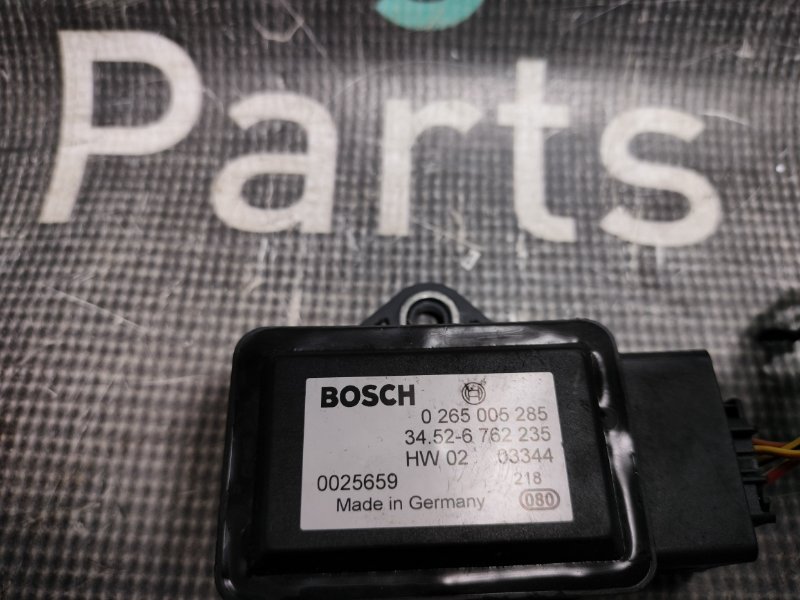 Parts
BOSCH
0 265 005 285
34.52-6 762 235
HW 02 03344
0025659 218
Made in Germany 080